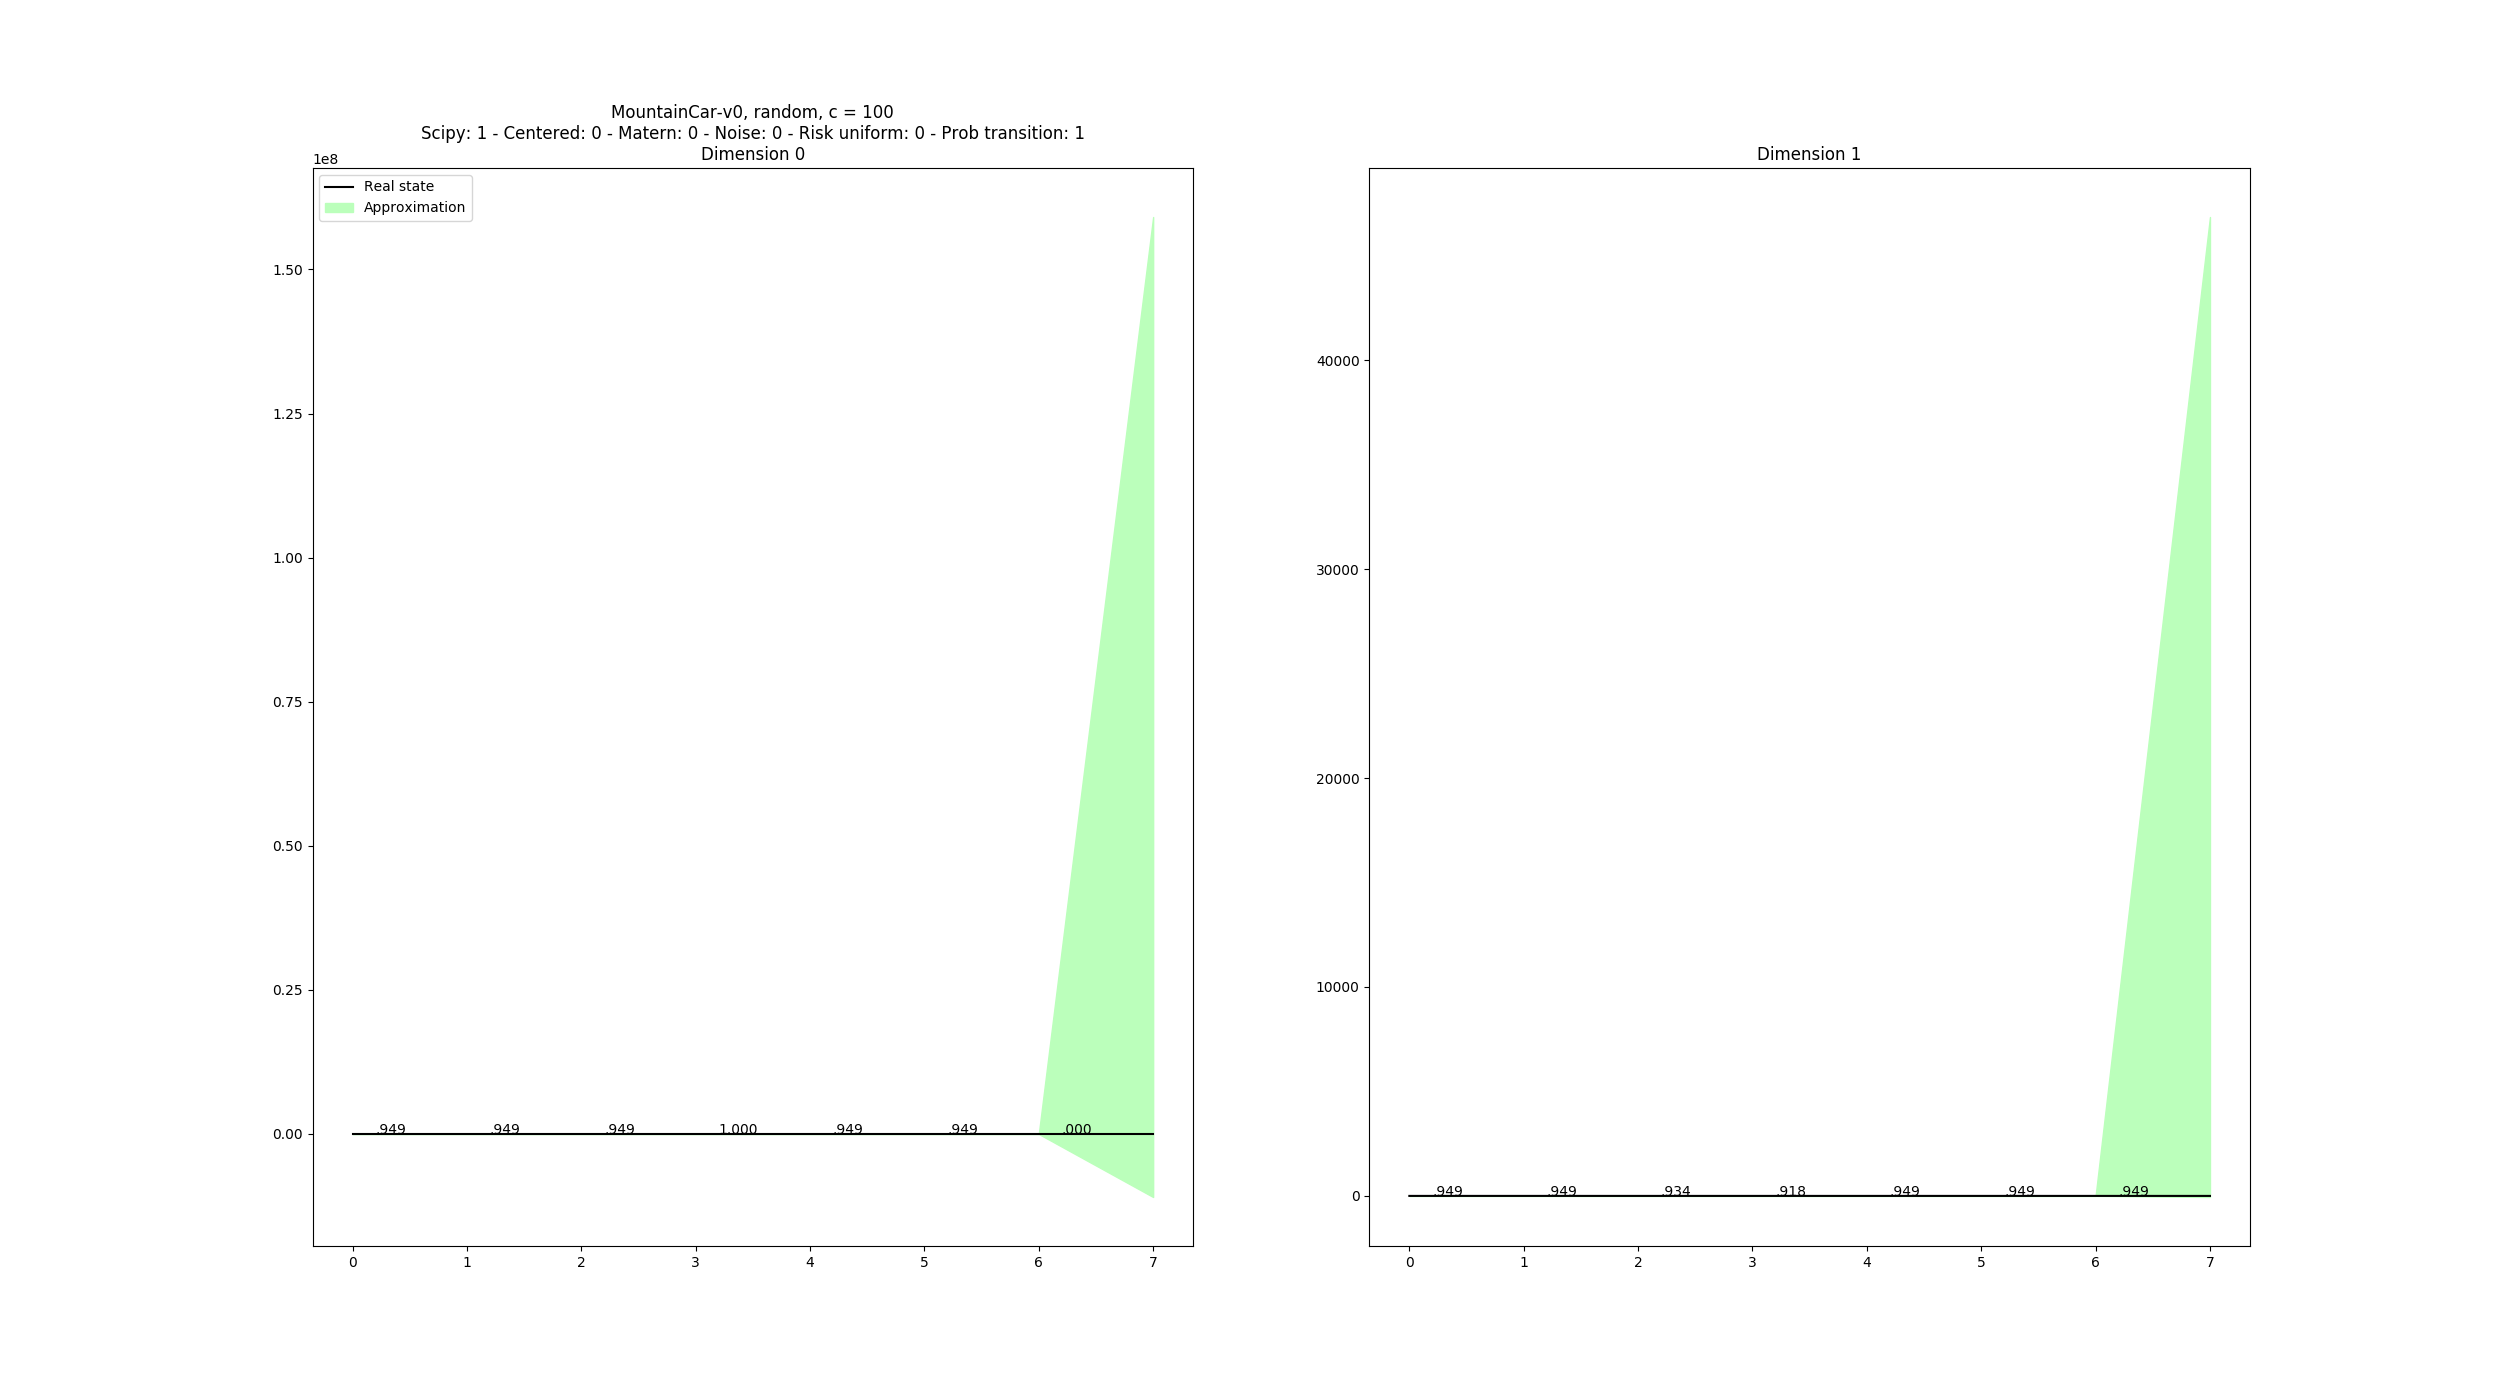 MountainCar-v0, random, c = 100
Scipy: 1 - Centered: 0 - Matern: 0 - Noise: 0 - Risk uniform: 0 - Prob transition: 1
Dimension 0
1e8
Real state
Approximation
1.50
1.25
1.00
0.75
0.50
0.25
0.00
.949 .949 .949 1.000 .949 .949 .000
0 1 2 3 4 5 6 7
Dimension 1
40000
30000
20000
10000
0
.949 .949 .934 .918 .949 .949 .949
0 1 2 3 4 5 6 7